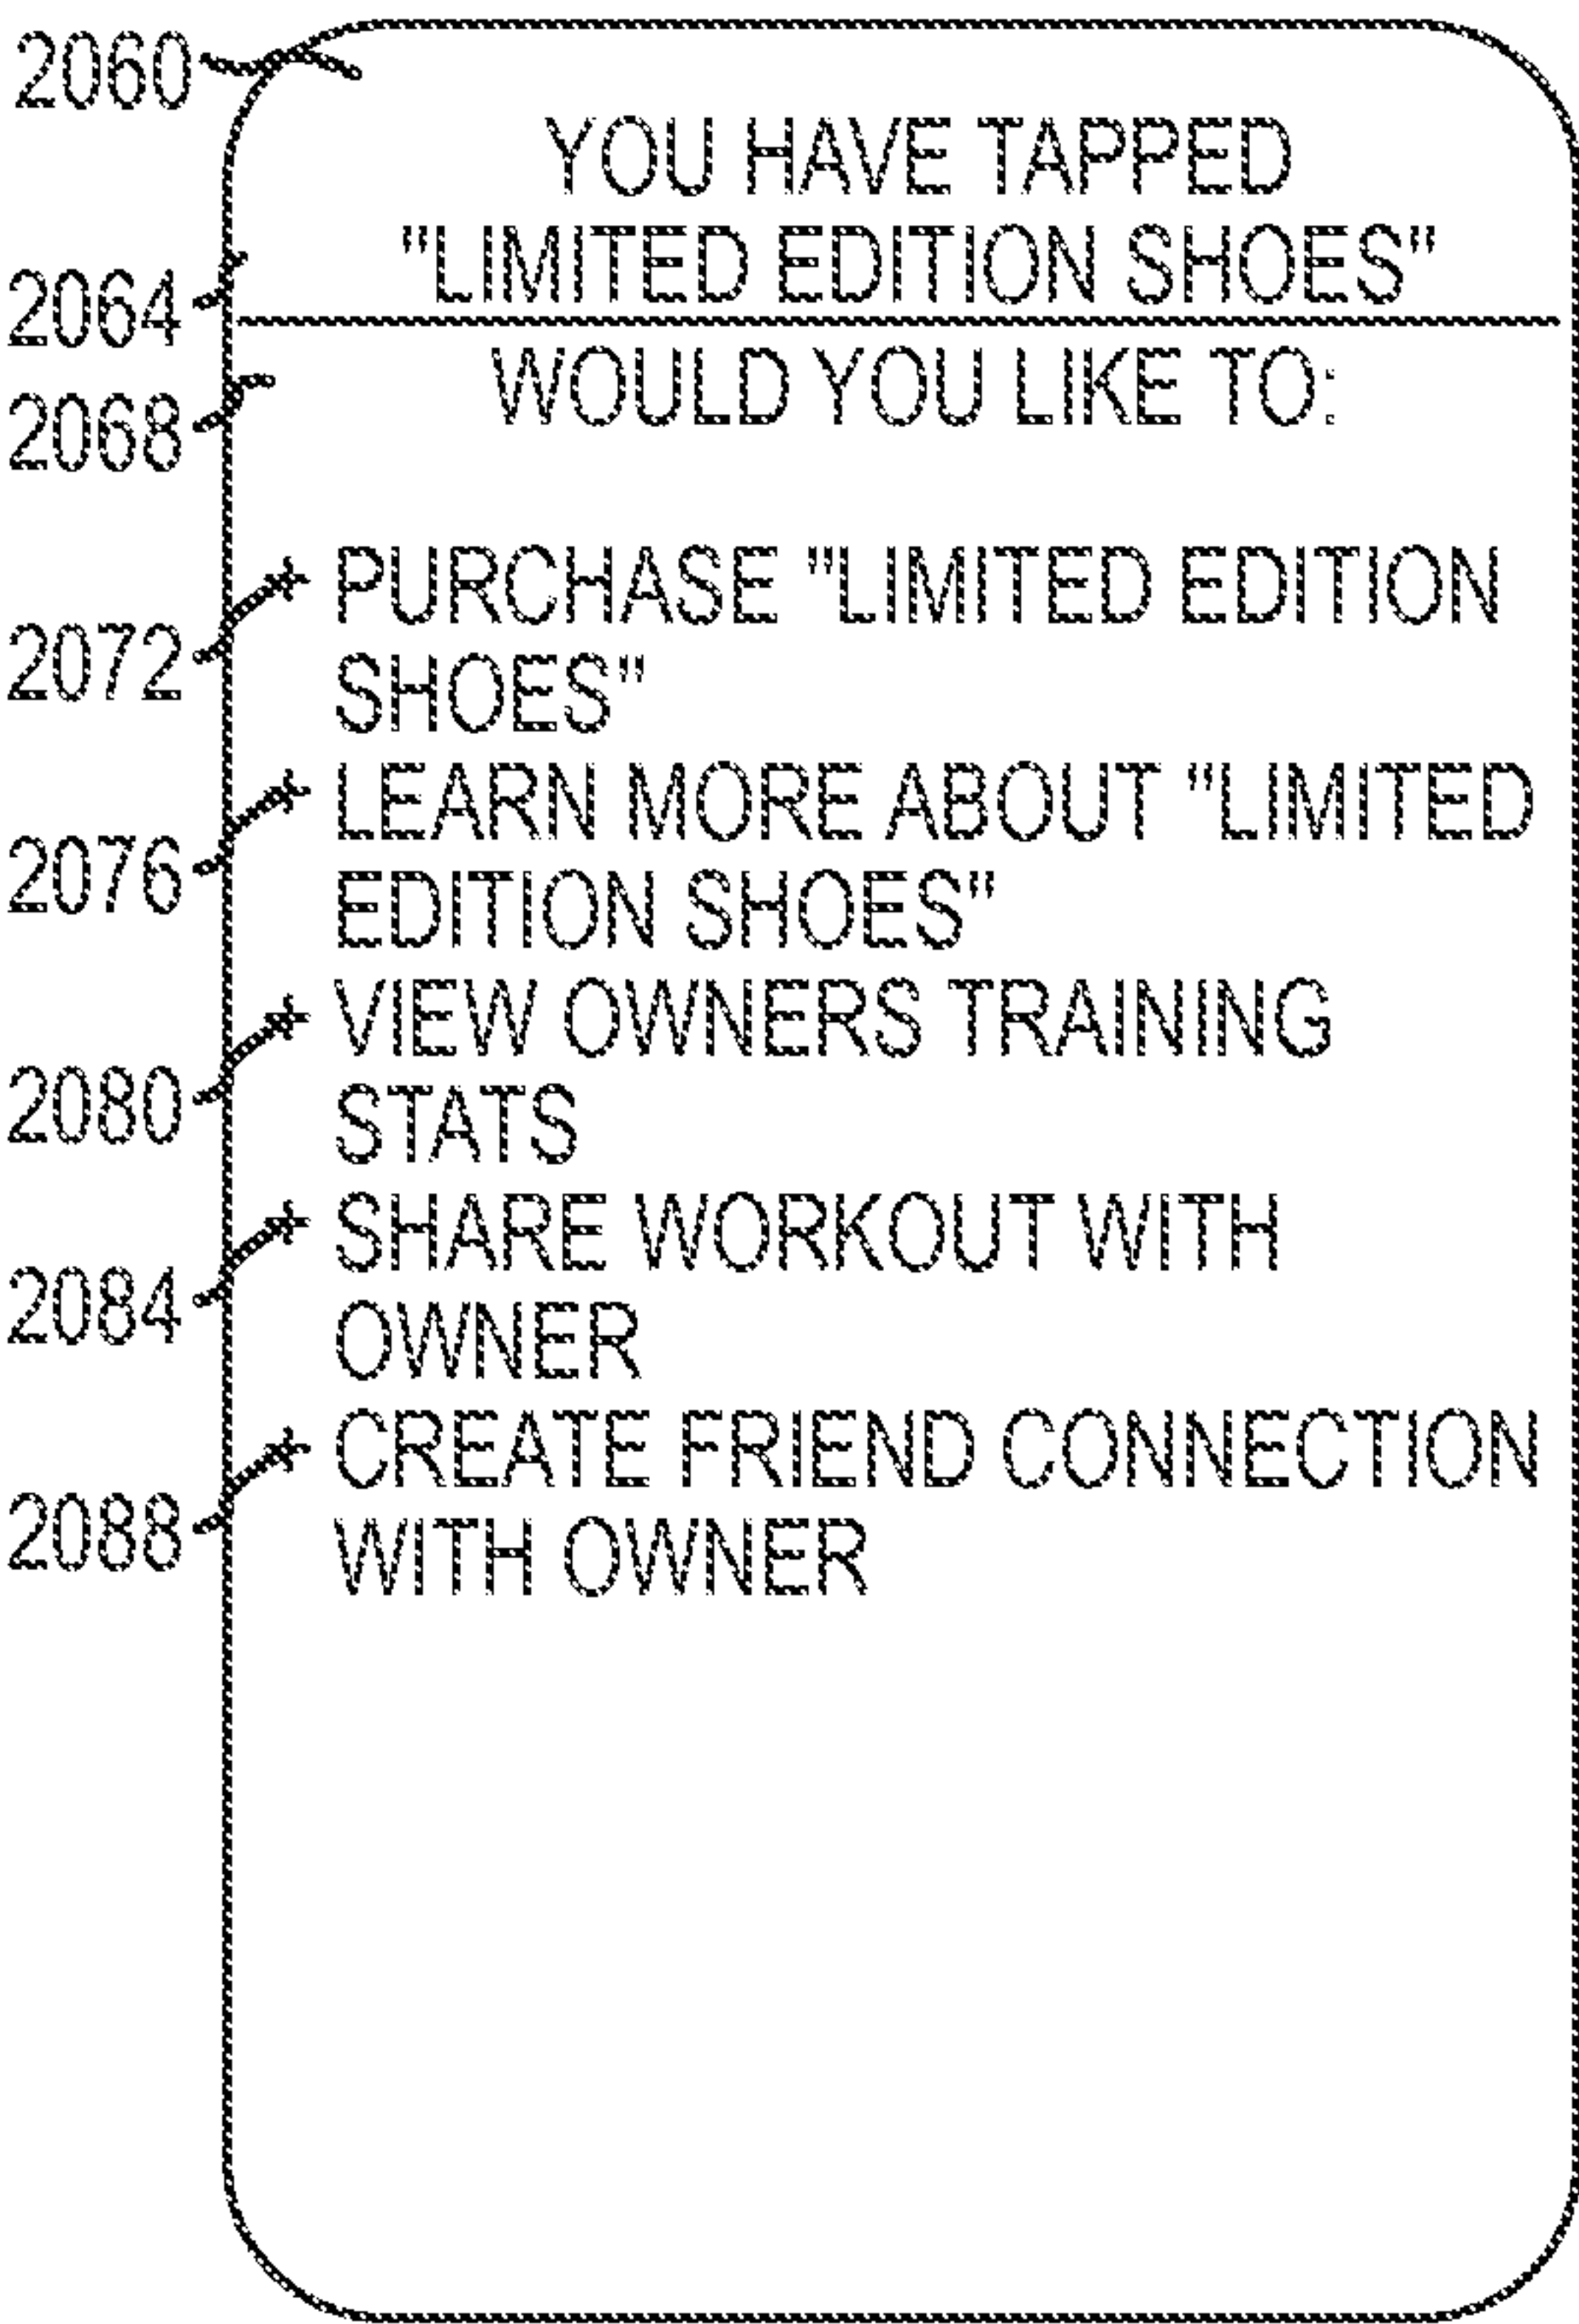 2060
YOU HAVE TAPPED
"LIMITED EDITION SHOES"
2064
WOULD YOU LIKE TO:
2068
* PURCHASE "LIMITED EDITION
2072
SHOES"
* LEARN MORE ABOUT "LIMITED
2076
EDITION SHOES"
* VIEW OWNERS TRAINING
2080
STATS
* SHARE WORKOUT WITH
2084
OWNER
* CREATE FRIEND CONNECTION
2088
WITH OWNER